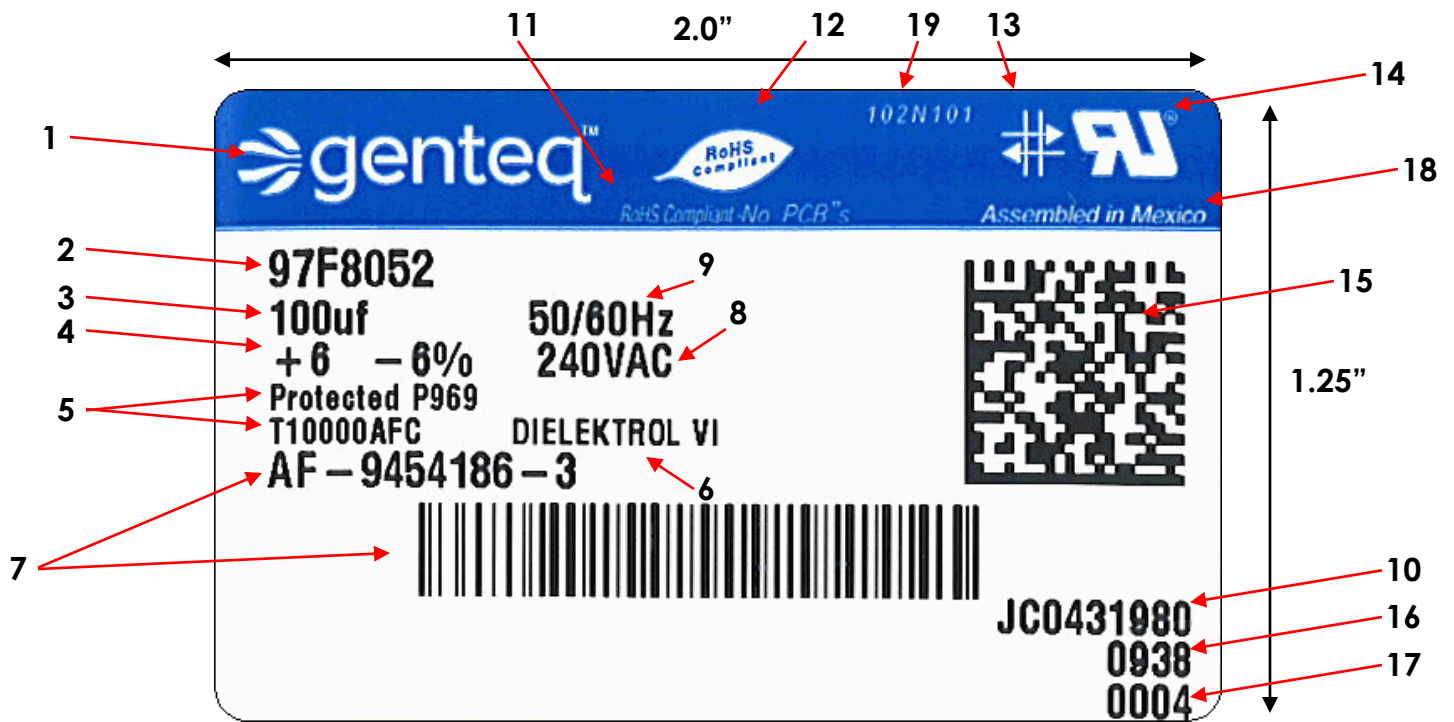 11 2.0” 12 19 13
14
1 genteq™ RoHS Compliant 102N101 RU®
18
RoHS Compliant-No PCB"s Assembled in Mexico
2 97F8052 9
3 100uf 50/60Hz 8 15
4 +6 -6% 240VAC
1.25”
5 Protected P969
T10000AFC DIELEKTROL VI
AF-9454186-3 6
7
10
JC0431980
16
0938
17
0004